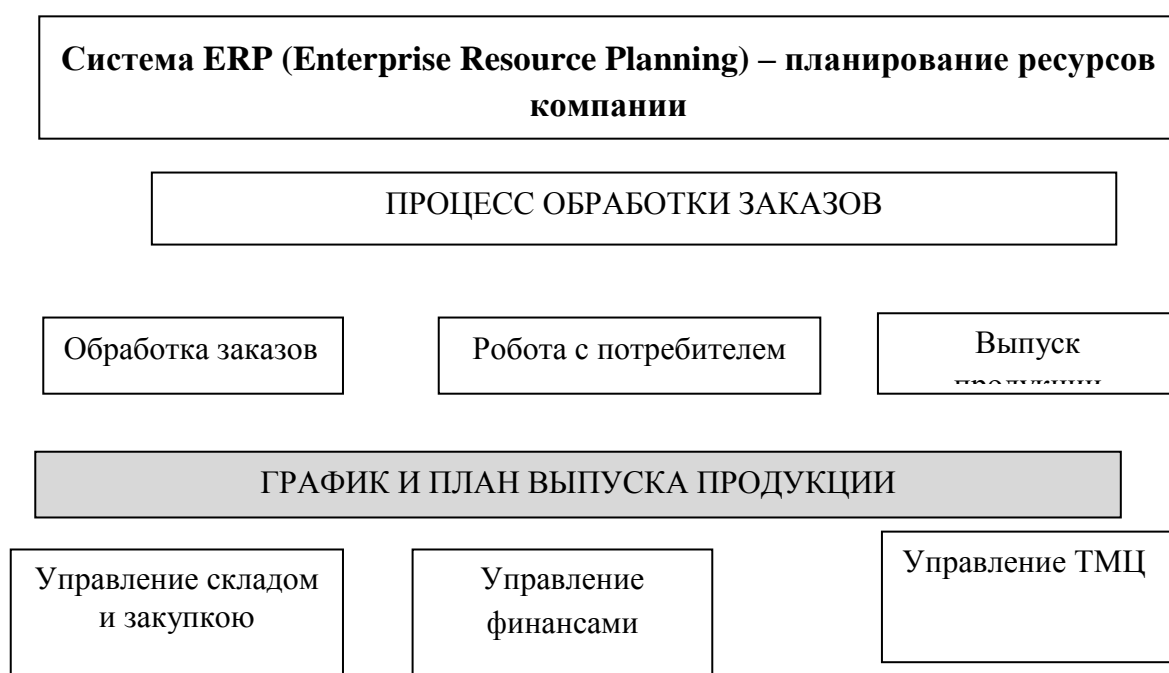 Система ERP (Enterprise Resource Planning) – планирование ресурсов
компании
ПРОЦЕСС ОБРАБОТКИ ЗАКАЗОВ
Обработка заказов
Робота с потребителем
Выпуск
продукции
ГРАФИК И ПЛАН ВЫПУСКА ПРОДУКЦИИ
Управление складом
и закупкою
Управление
финансами
Управление ТМЦ